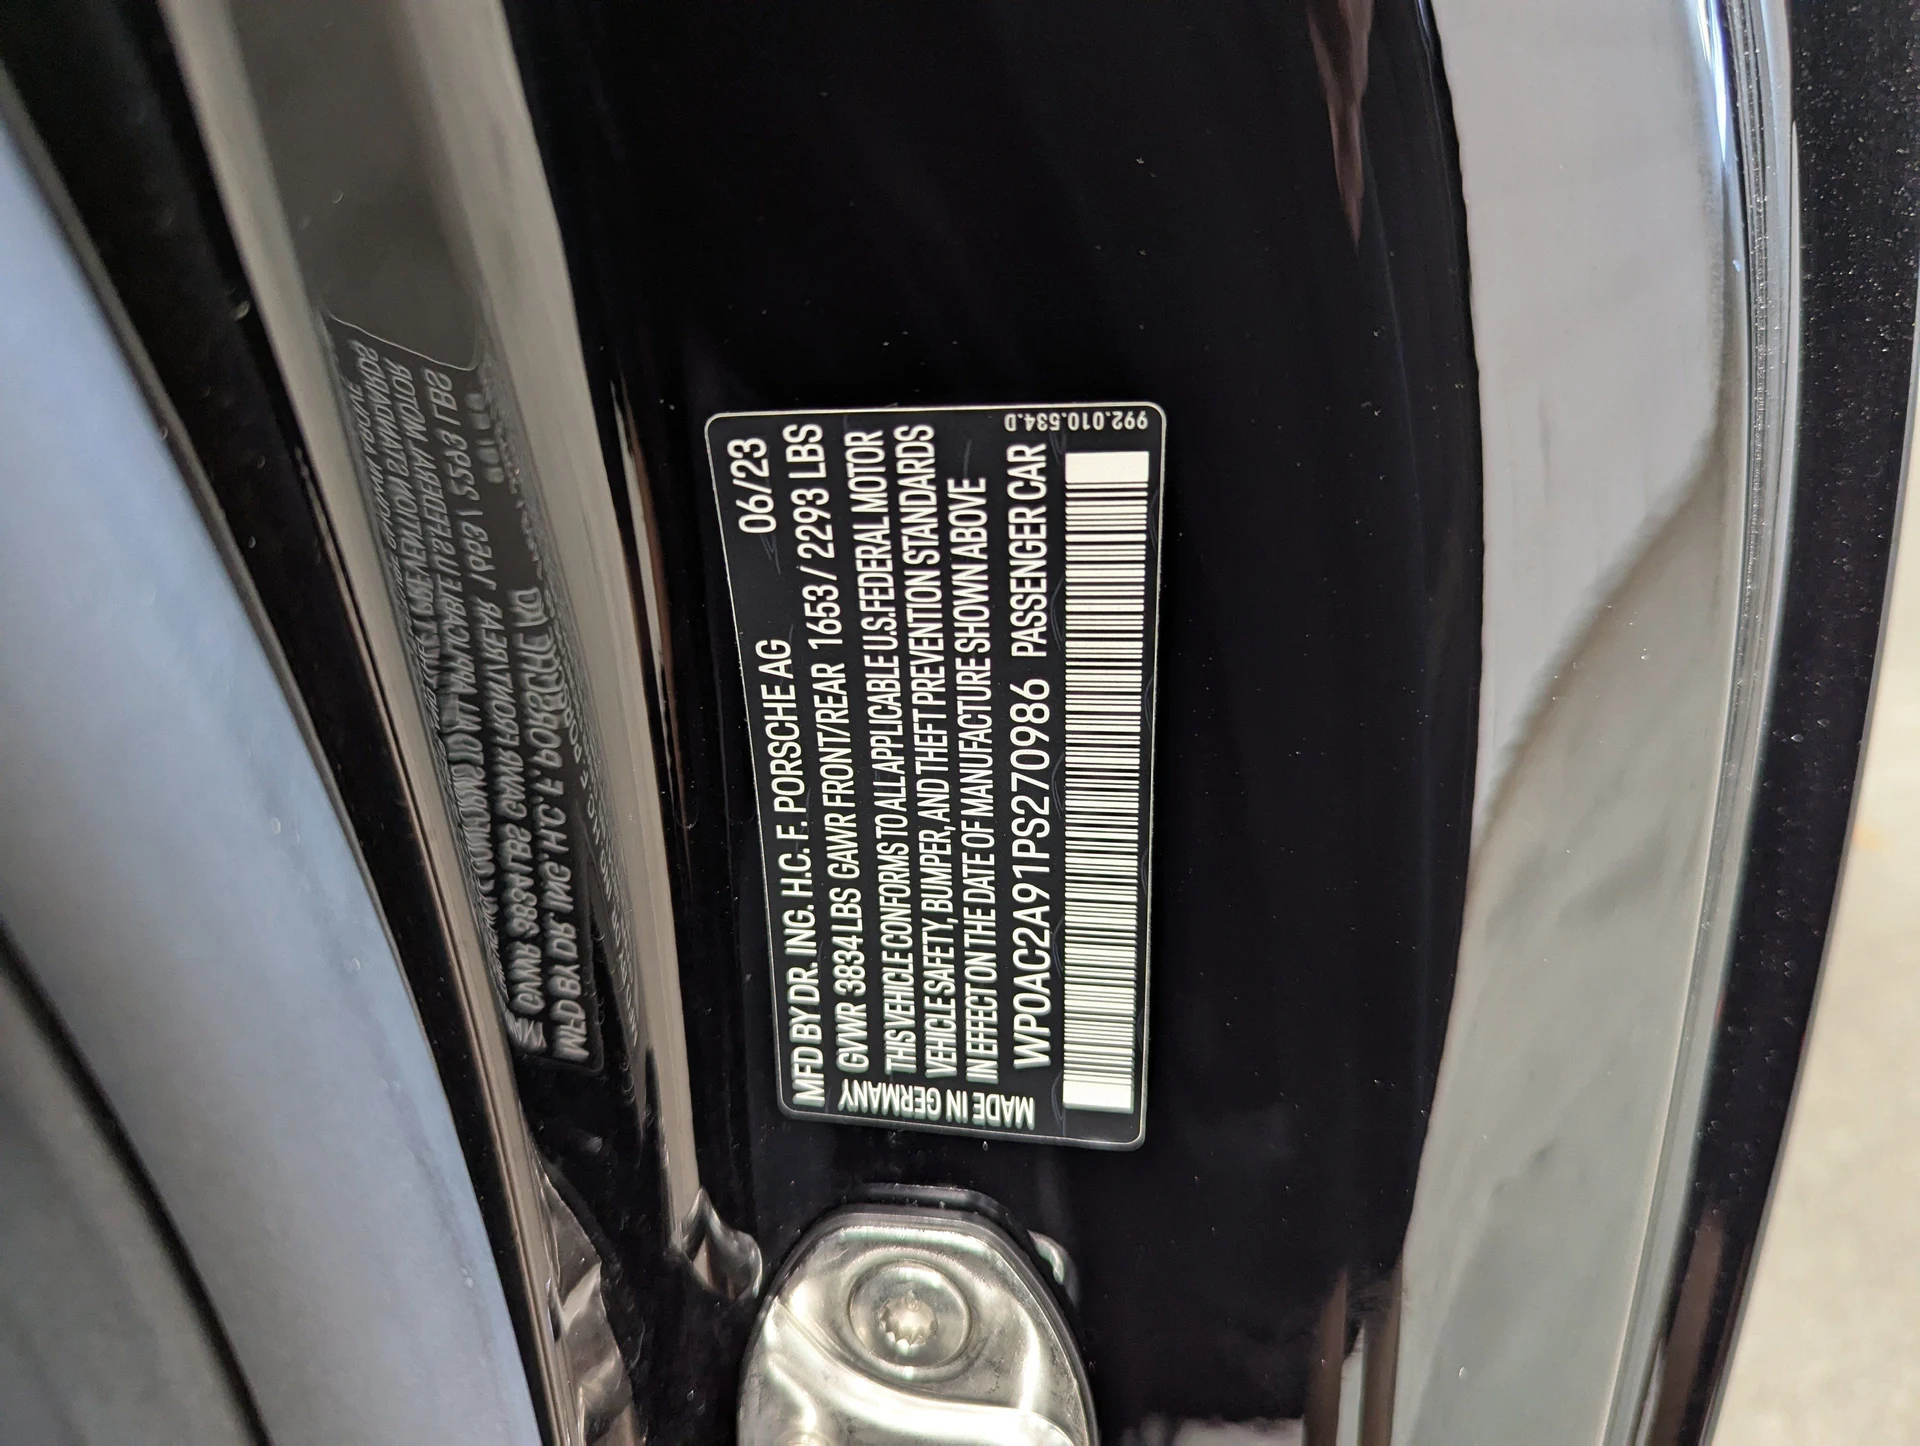 MFD BY DR. ING. H.C. F. PORSCHE AG 06/23
GVWR 3834 LBS GAWR FRONT/REAR 1653 / 2293 LBS
THIS VEHICLE CONFORMS TO ALL APPLICABLE U.S. FEDERAL MOTOR
VEHICLE SAFETY, BUMPER, AND THEFT PREVENTION STANDARDS
IN EFFECT ON THE DATE OF MANUFACTURE SHOWN ABOVE
WP0AC2A91PS270986 PASSENGER CAR
MADE IN GERMANY
992.010.534.D